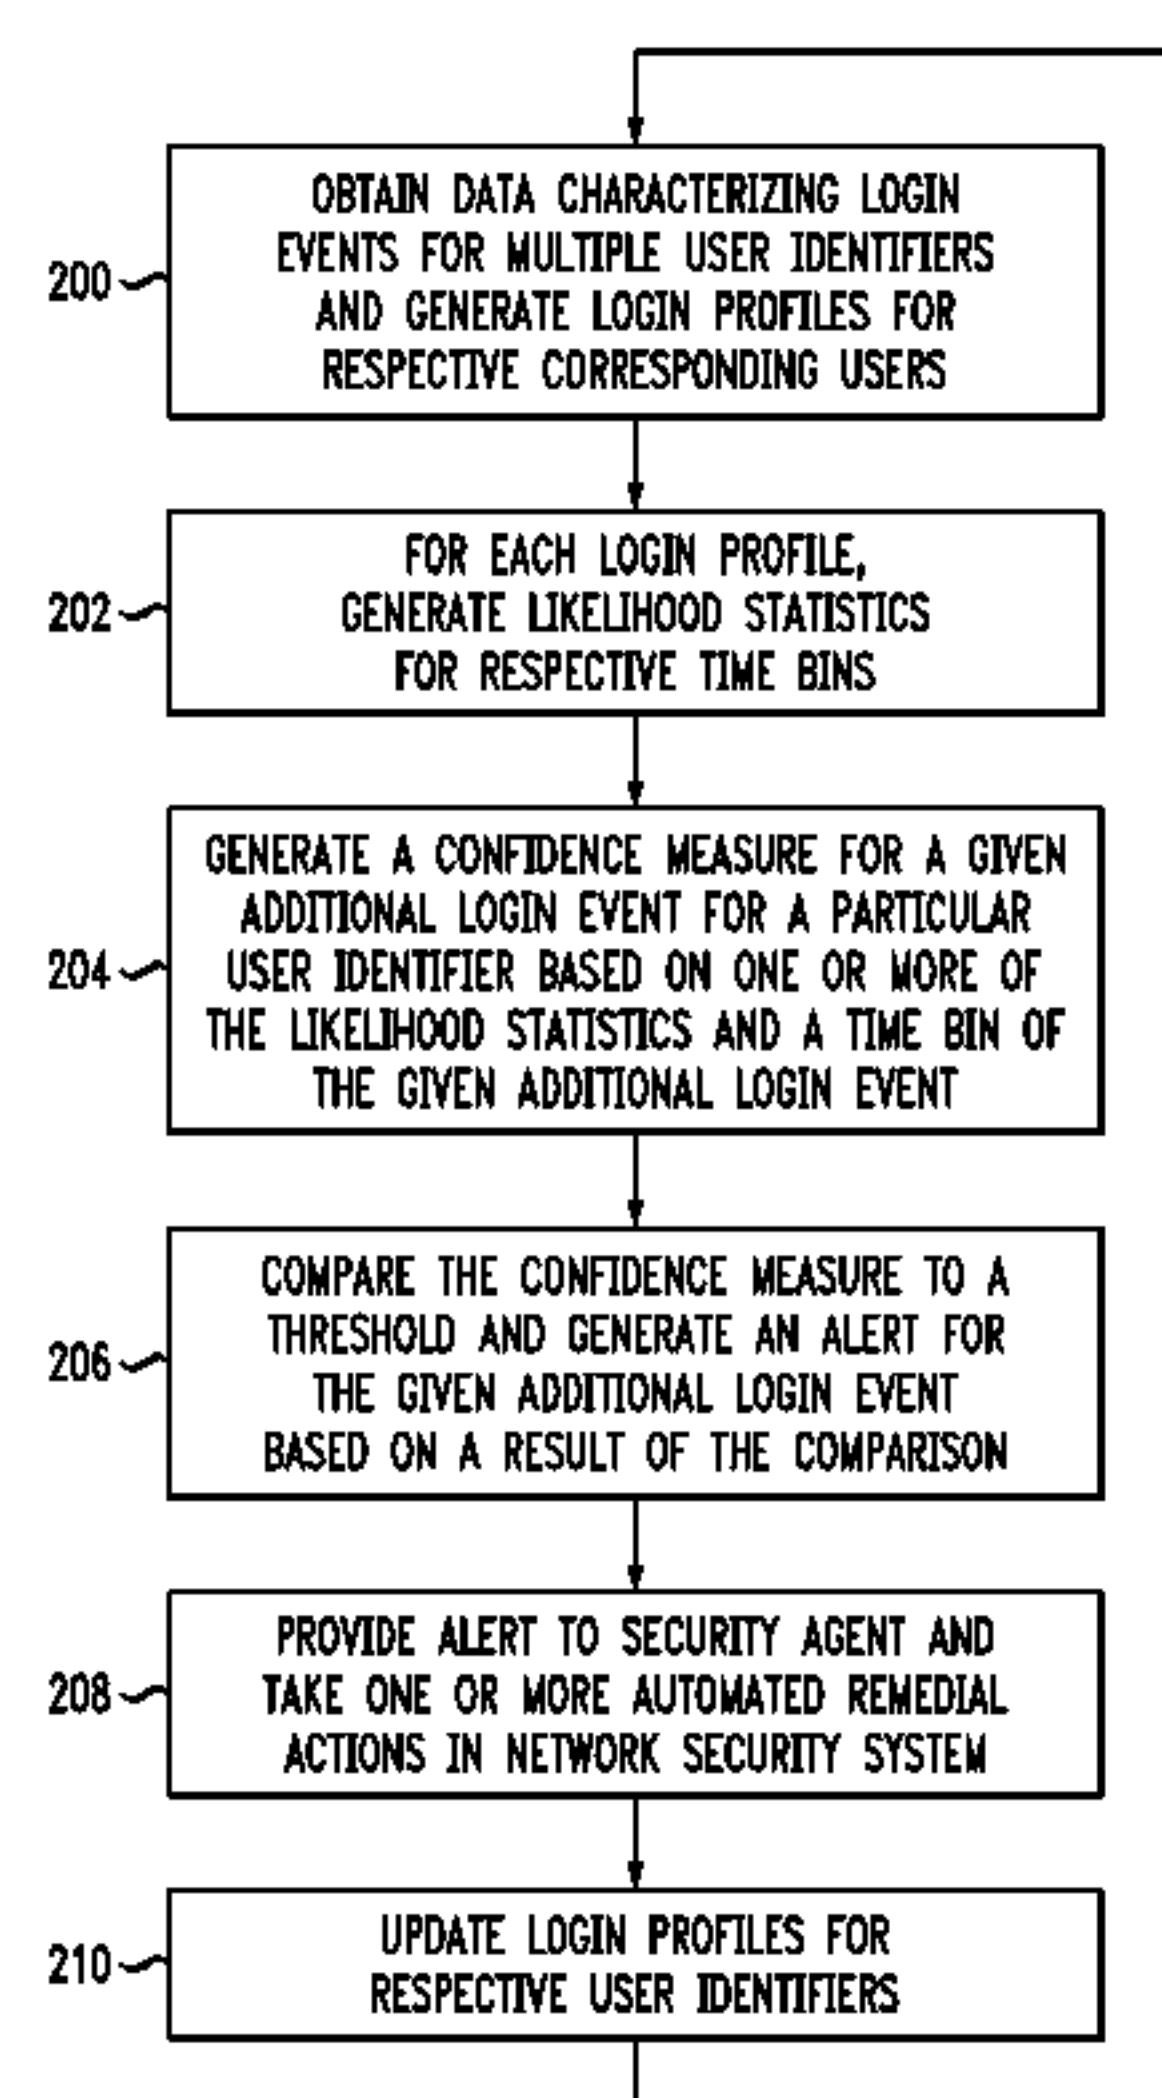 OBTAIN DATA CHARACTERIZING LOGIN
EVENTS FOR MULTIPLE USER IDENTIFIERS
AND GENERATE LOGIN PROFILES FOR
RESPECTIVE CORRESPONDING USERS
200
FOR EACH LOGIN PROFILE,
GENERATE LIKELIHOOD STATISTICS
FOR RESPECTIVE TIME BINS
202
GENERATE A CONFIDENCE MEASURE FOR A GIVEN
ADDITIONAL LOGIN EVENT FOR A PARTICULAR
USER IDENTIFIER BASED ON ONE OR MORE OF
THE LIKELIHOOD STATISTICS AND A TIME BIN OF
THE GIVEN ADDITIONAL LOGIN EVENT
204
COMPARE THE CONFIDENCE MEASURE TO A
THRESHOLD AND GENERATE AN ALERT FOR
THE GIVEN ADDITIONAL LOGIN EVENT
BASED ON A RESULT OF THE COMPARISON
206
PROVIDE ALERT TO SECURITY AGENT AND
TAKE ONE OR MORE AUTOMATED REMEDIAL
ACTIONS IN NETWORK SECURITY SYSTEM
208
UPDATE LOGIN PROFILES FOR
RESPECTIVE USER IDENTIFIERS
210